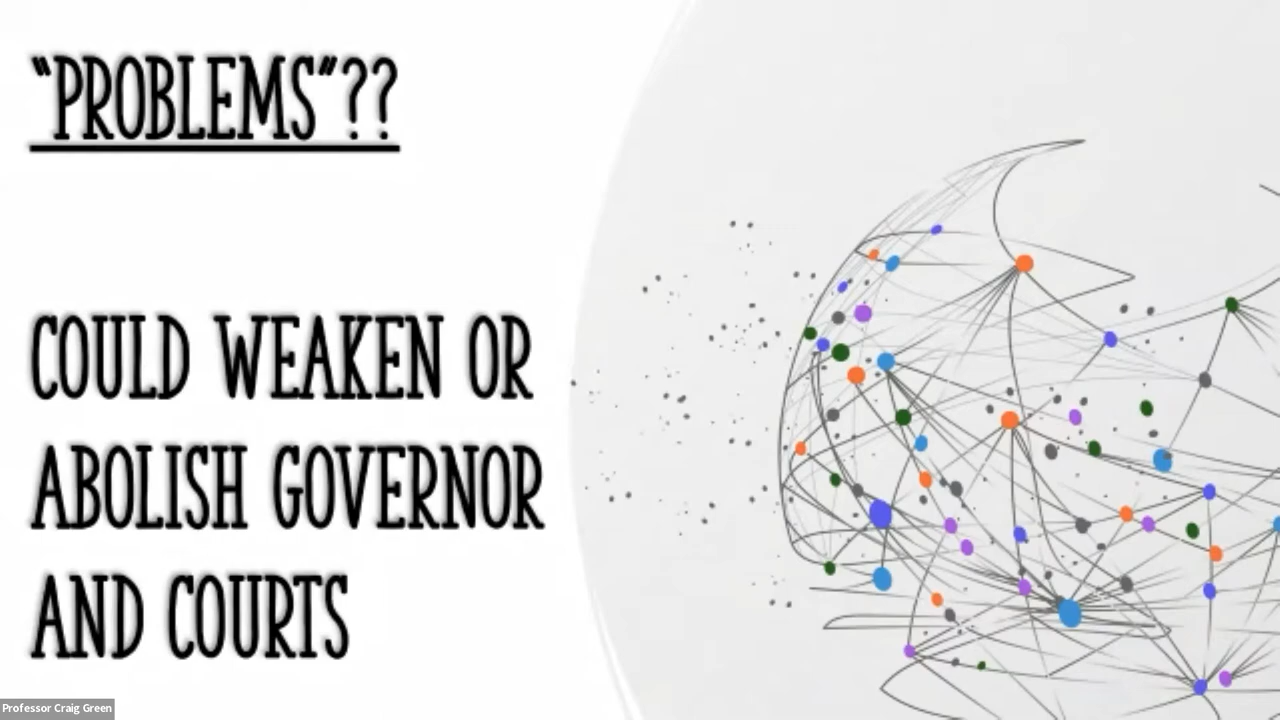 “PROBLEMS”??
COULD WEAKEN OR
ABOLISH GOVERNOR
AND COURTS
Professor Craig Green